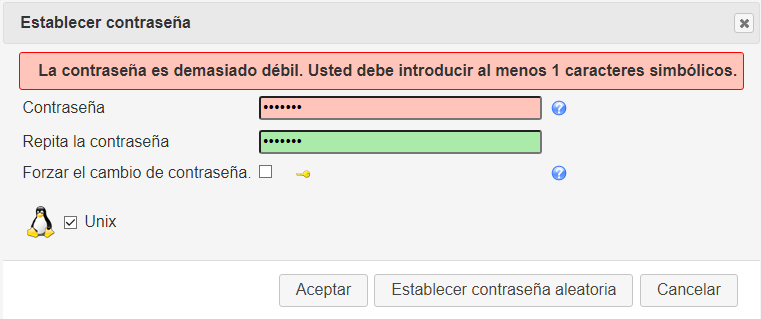 Establecer contraseña
La contraseña es demasiado débil. Usted debe introducir al menos 1 caracteres simbólicos.
Contraseña •••••••
Repita la contraseña •••••••
Forzar el cambio de contraseña.
Unix
Aceptar Establecer contraseña aleatoria Cancelar